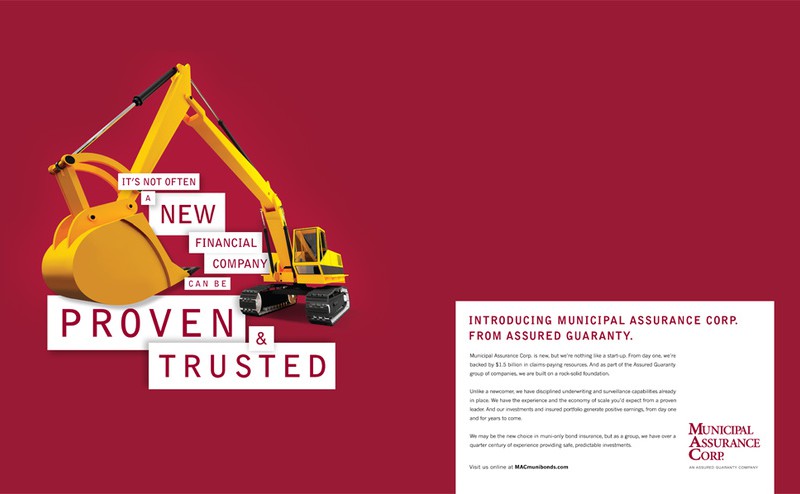 IT'S NOT OFTEN
A
NEW
FINANCIAL
COMPANY
CAN BE
PROVEN
&
TRUSTED
INTRODUCING MUNICIPAL ASSURANCE CORP.
FROM ASSURED GUARANTY.
Municipal Assurance Corp. is new, but we're nothing like a start-up. From day one, we're
backed by $1.5 billion in claims-paying resources. And as part of the Assured Guaranty
group of companies, we are built on a rock-solid foundation.
Unlike a newcomer, we have disciplined underwriting and surveillance capabilities already
in place. We have the experience and the economy of scale you'd expect from a proven
leader. And our investments and insured portfolio generate positive earnings, from day one
and for years to come.
We may be the new choice in muni-only bond insurance, but as a group, we have over a
quarter century of experience providing safe, predictable investments.
Visit us online at MACmunibonds.com
MUNICIPAL
ASSURANCE
CORP.
AN ASSURED GUARANTY COMPANY